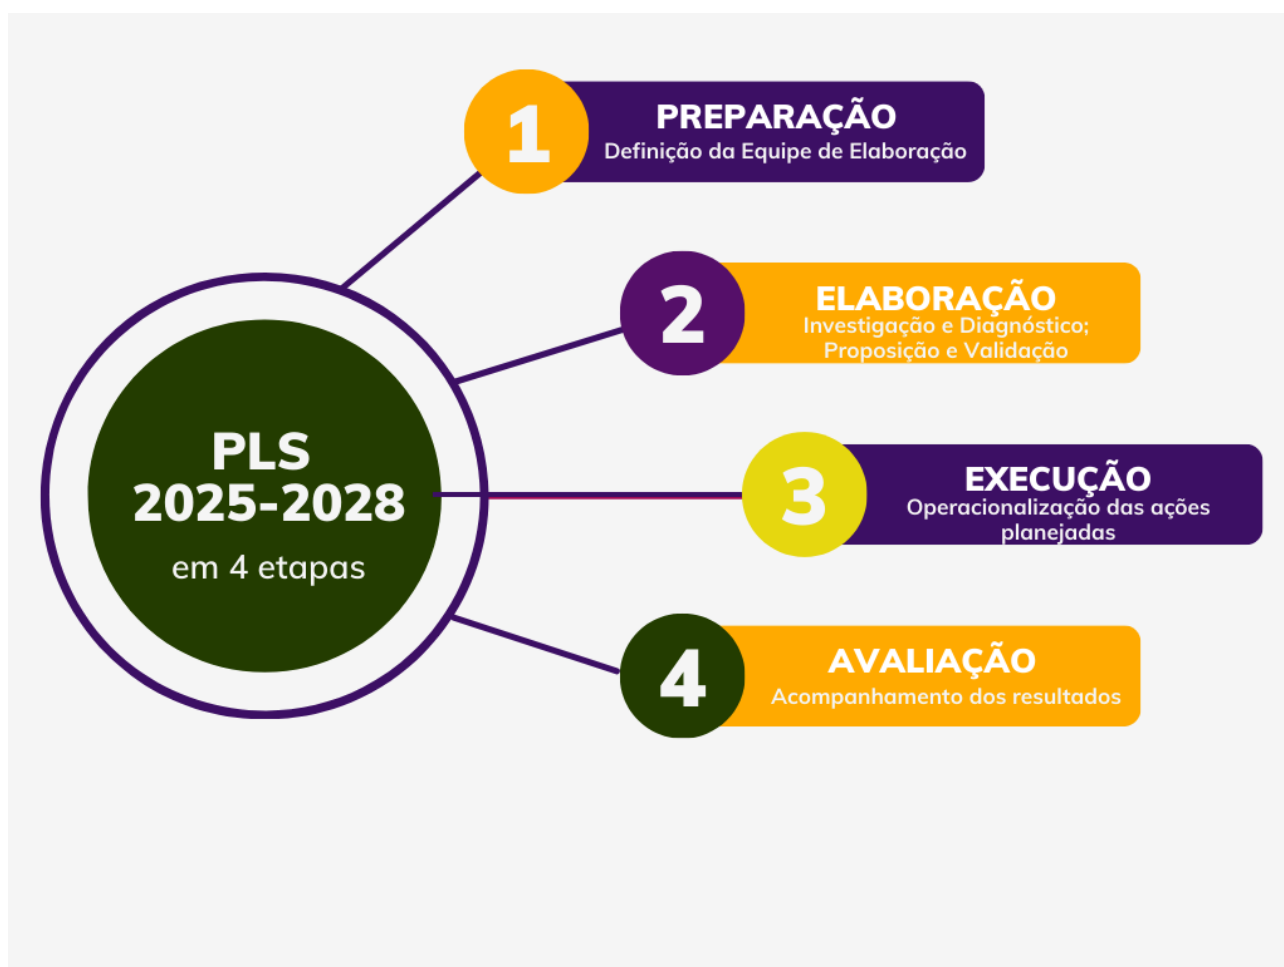 PLS
2025-2028
em 4 etapas
1
PREPARAÇÃO
Definição da Equipe de Elaboração
2
ELABORAÇÃO
Investigação e Diagnóstico;
Proposição e Validação
3
EXECUÇÃO
Operacionalização das ações
planejadas
4
AVALIAÇÃO
Acompanhamento dos resultados